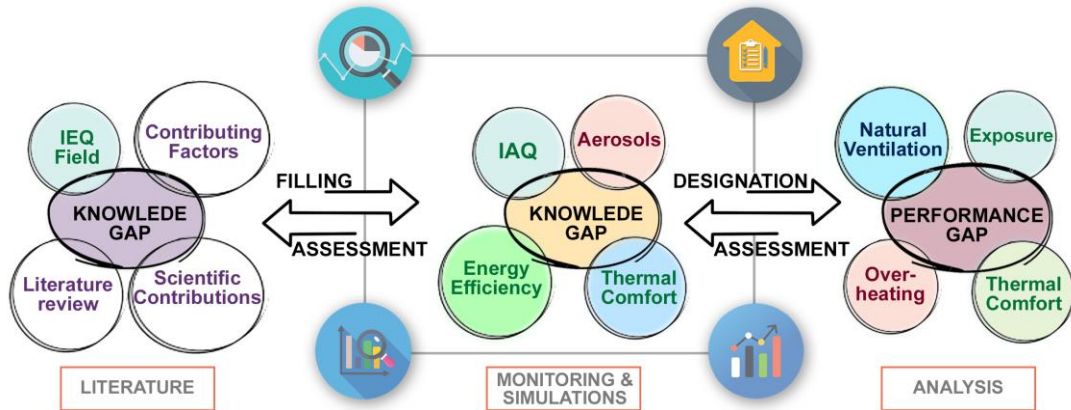 IEQ
Field
Contributing
Factors
KNOWLEDE
GAP
Literature
review
Scientific
Contributions
LITERATURE
FILLING
ASSESSMENT
IAQ
Aerosols
KNOWLEDE
GAP
Energy
Efficiency
Thermal
Comfort
MONITORING &
SIMULATIONS
DESIGNATION
ASSESSMENT
Natural
Ventilation
Exposure
PERFORMANCE
GAP
Over-
heating
Thermal
Comfort
ANALYSIS